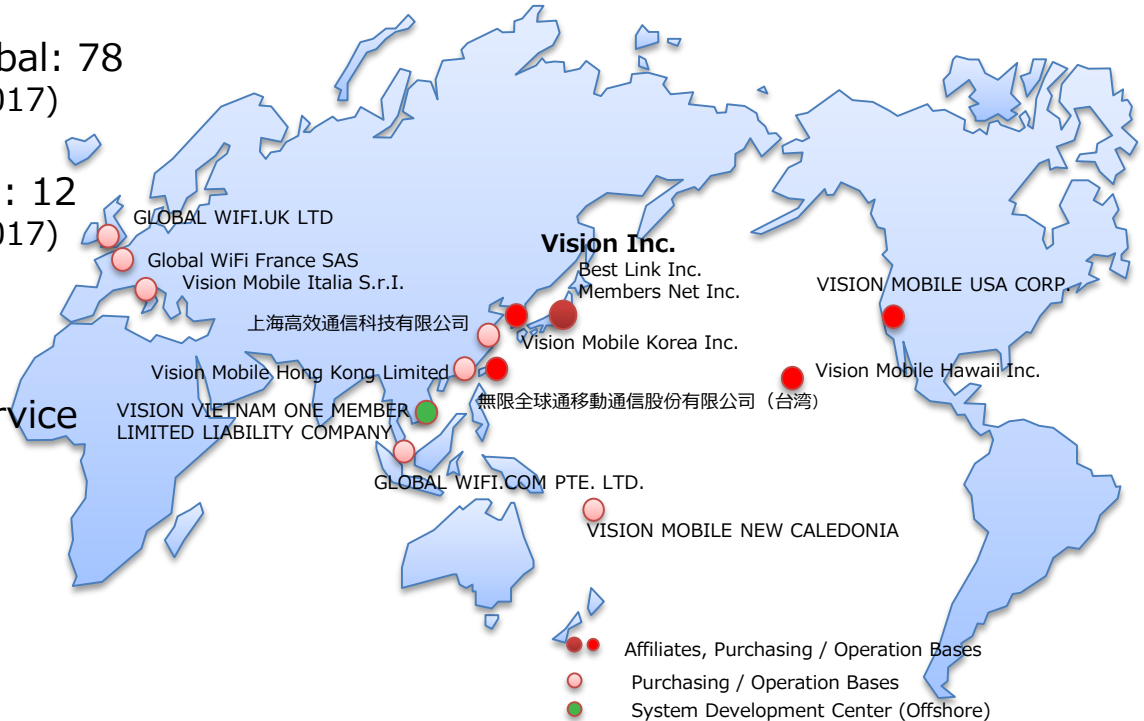 bal: 78
017)
: 12
017)
rvice
GLOBAL WIFI.UK LTD
Global WiFi France SAS
Vision Mobile Italia S.r.I.
Vision Inc.
Best Link Inc.
Members Net Inc.
VISION MOBILE USA CORP.
上海高效通信科技有限公司
Vision Mobile Korea Inc.
Vision Mobile Hong Kong Limited
Vision Mobile Hawaii Inc.
無限全球通移動通信股份有限公司（台湾）
VISION VIETNAM ONE MEMBER
LIMITED LIABILITY COMPANY
GLOBAL WIFI.COM PTE. LTD.
VISION MOBILE NEW CALEDONIA
Affiliates, Purchasing / Operation Bases
Purchasing / Operation Bases
System Development Center (Offshore)